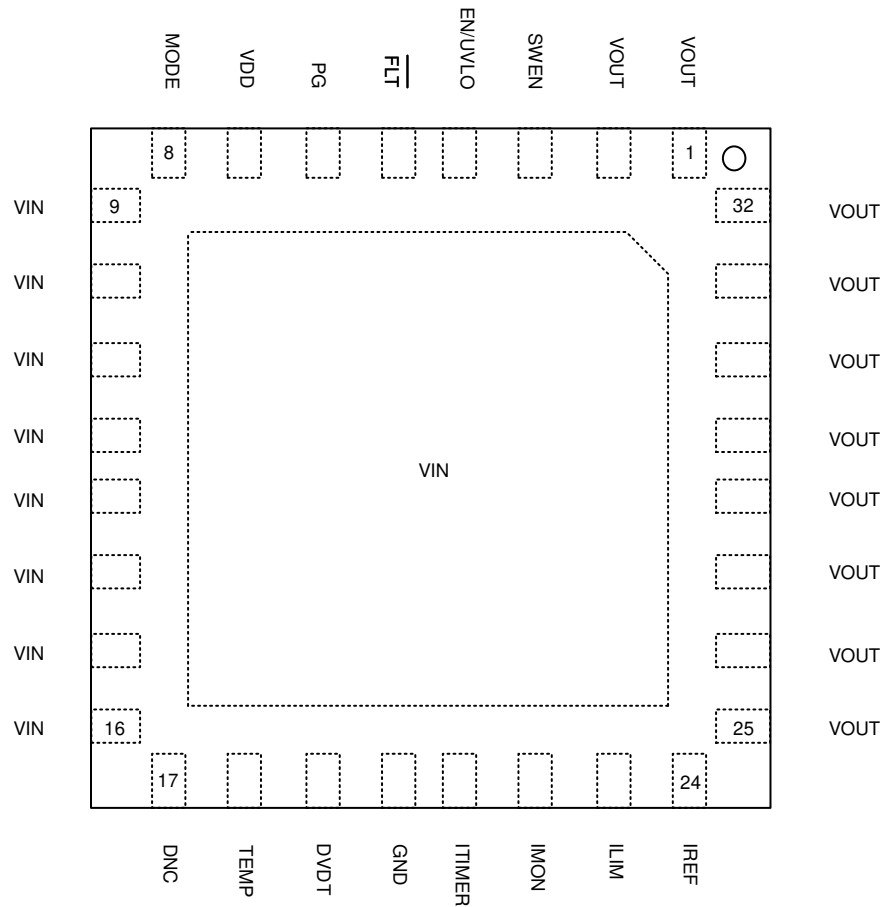 MODE
VDD
PG
FLT
EN/UVLO
SWEN
VOUT
VOUT
8
1
VIN
9
32
VOUT
VIN
VOUT
VIN
VOUT
VIN
VOUT
VIN
VIN
VOUT
VIN
VOUT
VIN
VOUT
VIN
16
25
VOUT
17
24
DNC
TEMP
DVDT
GND
ITIMER
IMON
ILIM
IREF